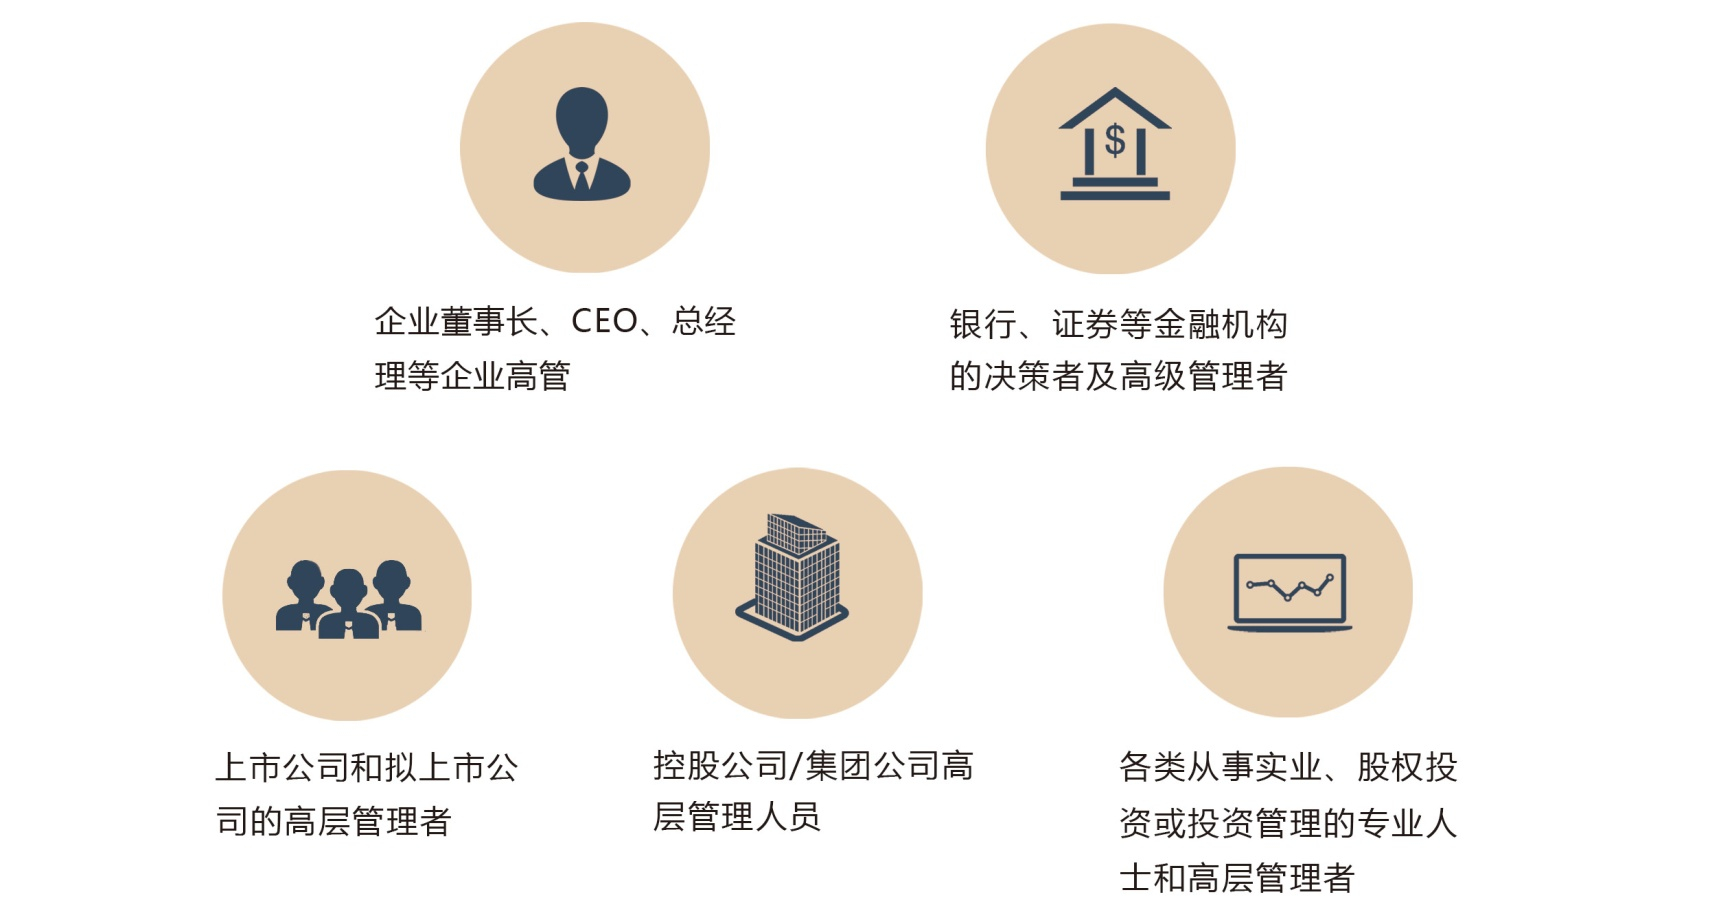 $
企业董事长、CEO、总经
理等企业高管
银行、证券等金融机构
的决策者及高级管理者
上市公司和拟上市公
司的高层管理者
控股公司/集团公司高
层管理人员
各类从事实业、股权投
资或投资管理的专业人
士和高层管理者